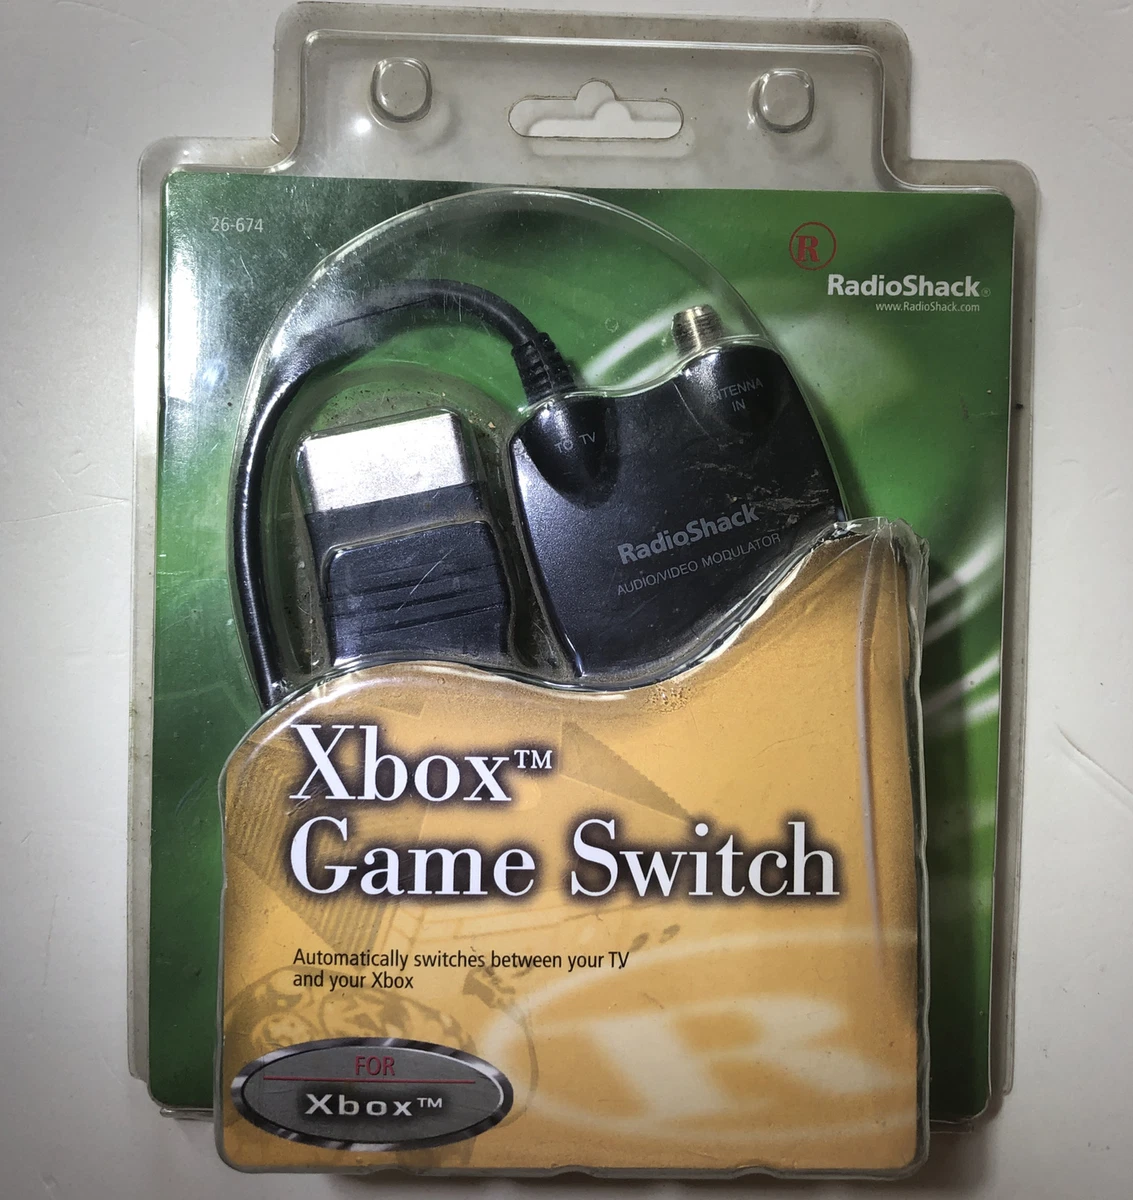 26-674
R
RadioShack®
www.RadioShack.com
ANTENNA
IN
TO TV
RadioShack
AUDIO/VIDEO MODULATOR
Xbox™
Game Switch
Automatically switches between your TV
and your Xbox
FOR
Xbox™